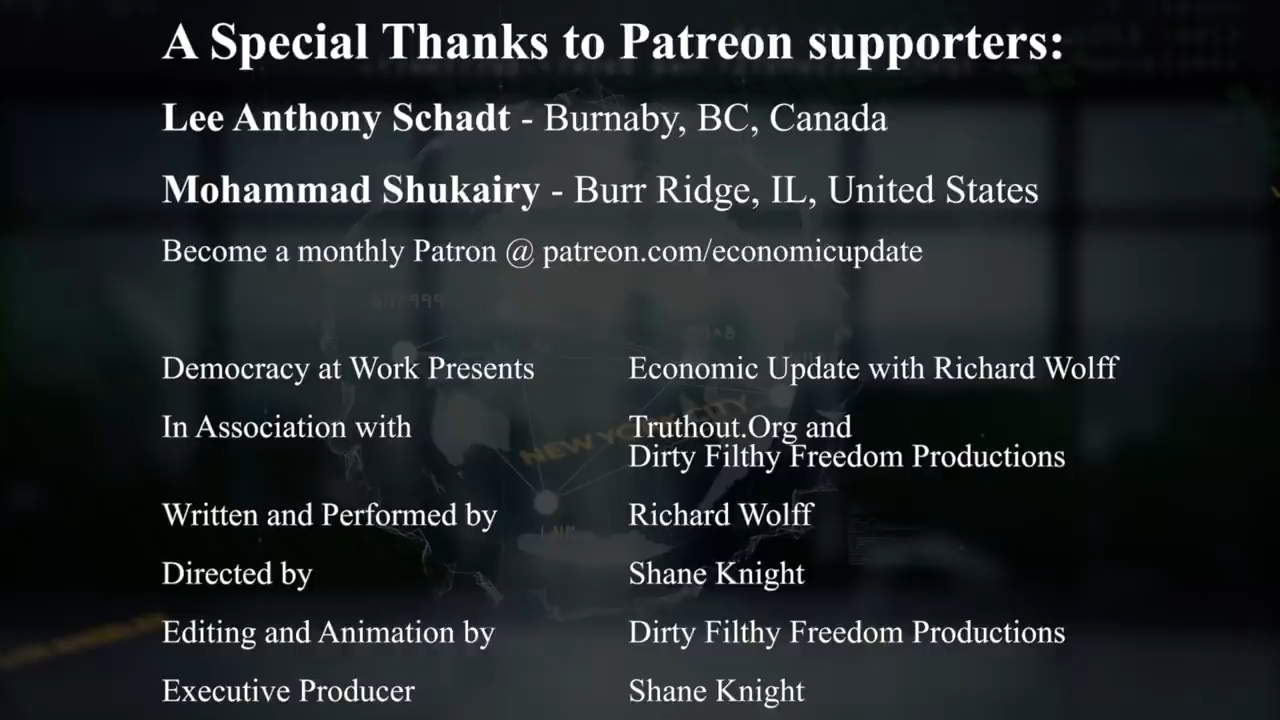 A Special Thanks to Patreon supporters:
Lee Anthony Schadt - Burnaby, BC, Canada
Mohammad Shukairy - Burr Ridge, IL, United States
Become a monthly Patron @ patreon.com/economicupdate
Democracy at Work Presents Economic Update with Richard Wolff
In Association with Truthout.Org and
Dirty Filthy Freedom Productions
NEW YORK CITY
Written and Performed by Richard Wolff
Directed by Shane Knight
Editing and Animation by Dirty Filthy Freedom Productions
Executive Producer Shane Knight